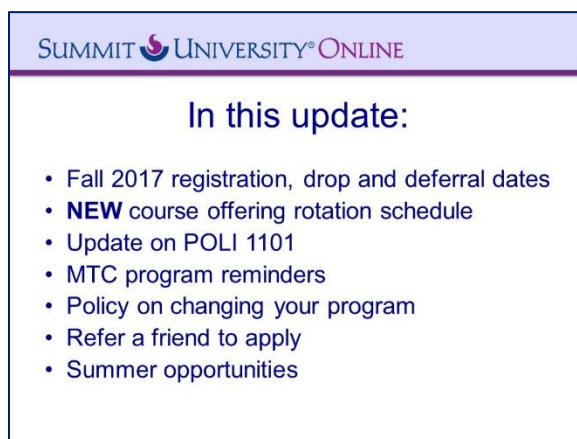 SUMMIT UNIVERSITY® ONLINE
In this update:
• Fall 2017 registration, drop and deferral dates
• NEW course offering rotation schedule
• Update on POLI 1101
• MTC program reminders
• Policy on changing your program
• Refer a friend to apply
• Summer opportunities